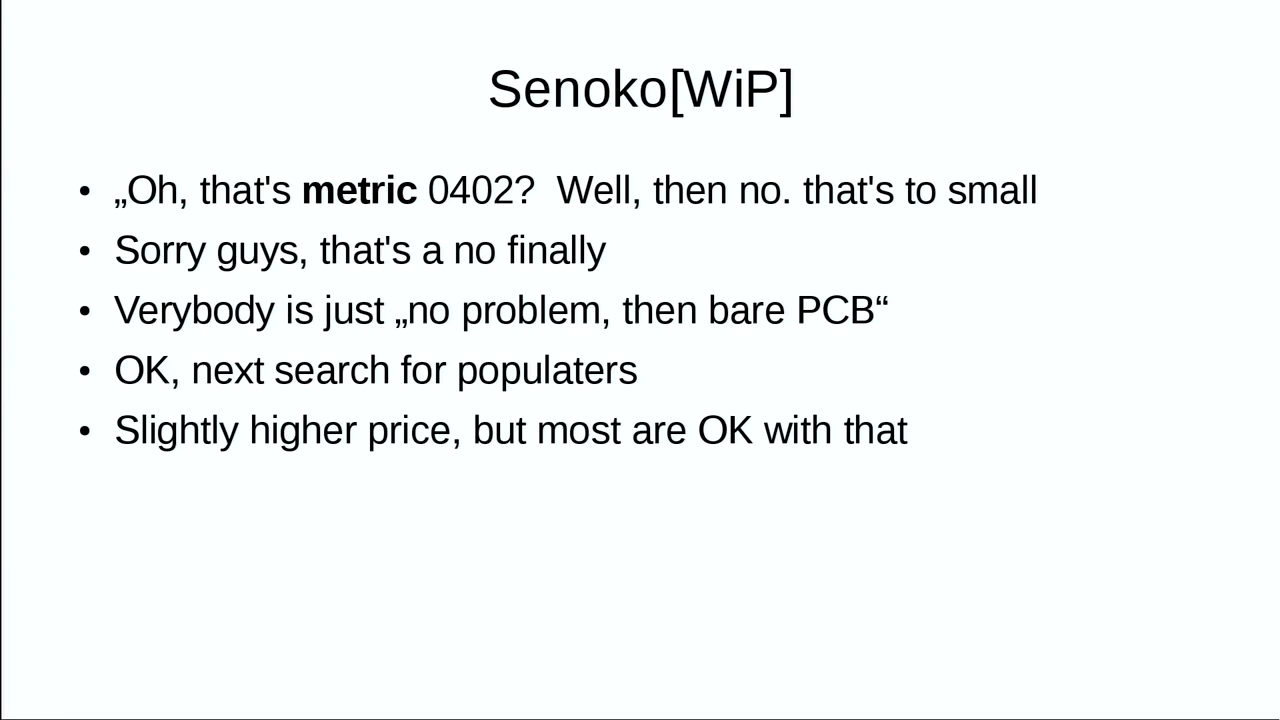 Senoko[WiP]
• „Oh, that's metric 0402?  Well, then no. that's to small
• Sorry guys, that's a no finally
• Verybody is just „no problem, then bare PCB“
• OK, next search for populaters
• Slightly higher price, but most are OK with that